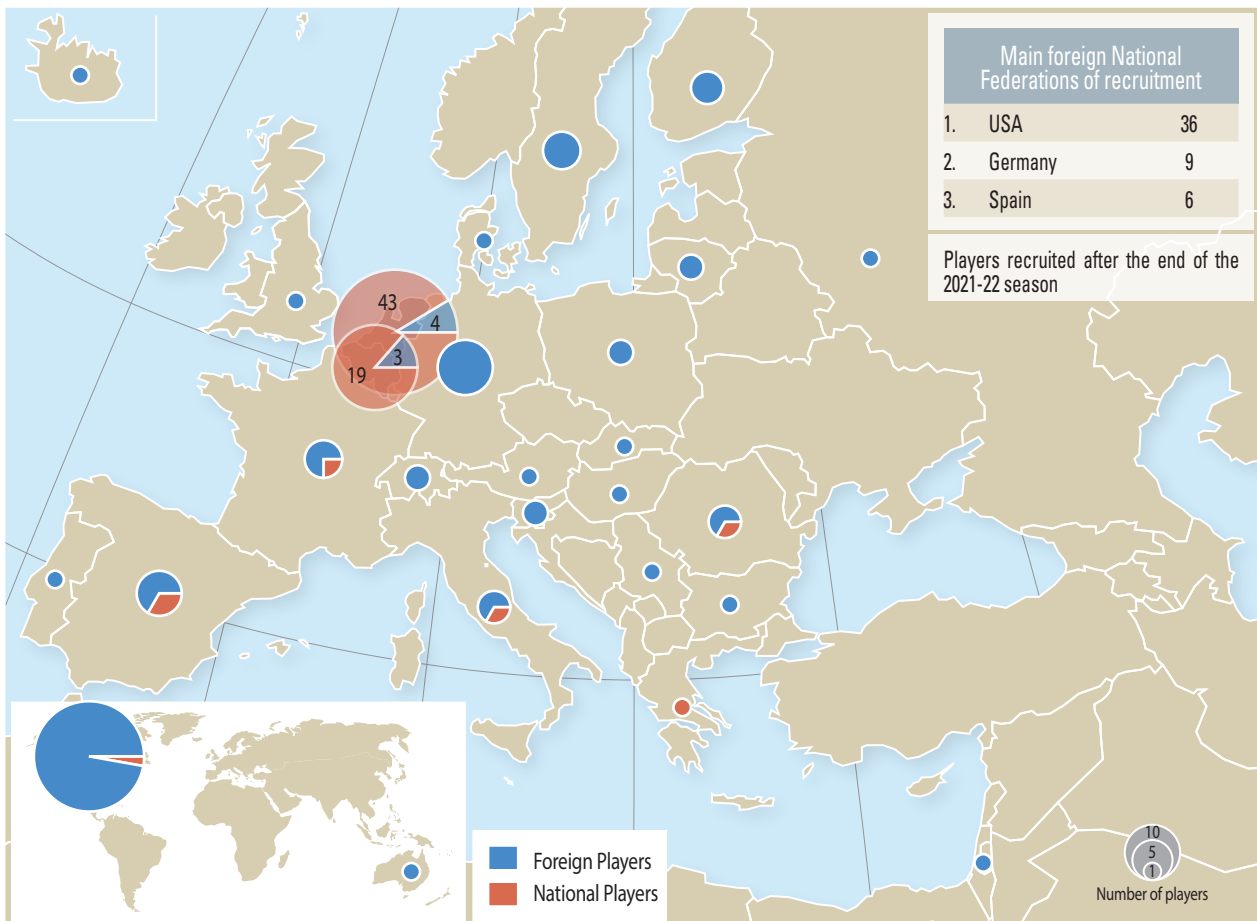 Main foreign National
Federations of recruitment
1. USA 36
2. Germany 9
3. Spain 6
Players recruited after the end of the
2021-22 season
43
4
3
19
Foreign Players
National Players
10
5
1
Number of players